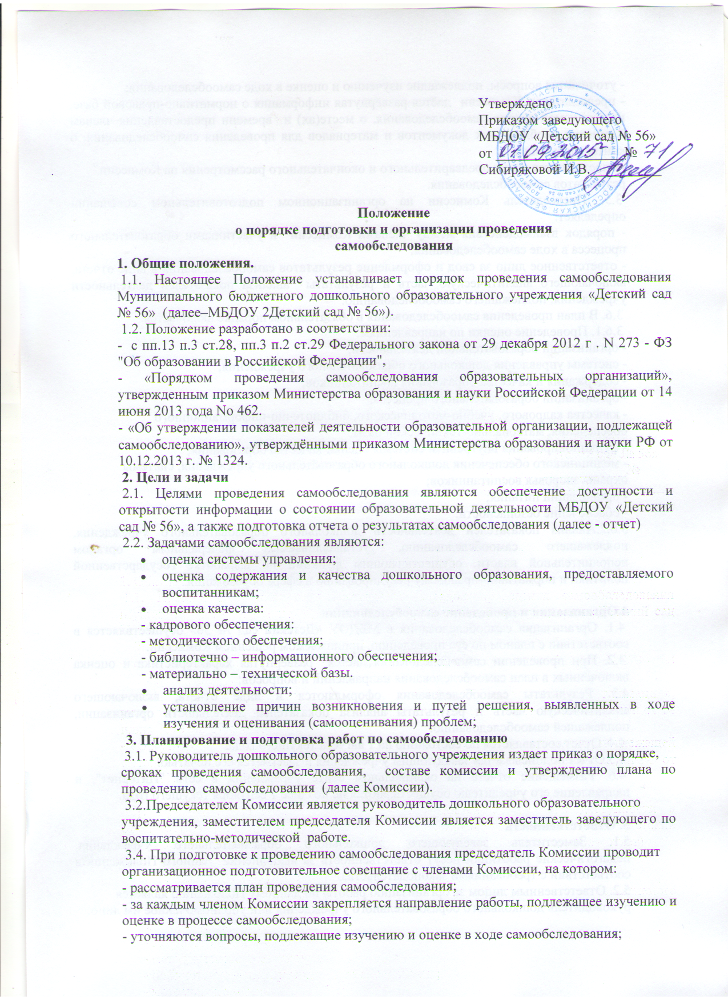 Утверждено
Приказом заведующего
МБДОУ «Детский сад № 56»
от 01.09.2015г № 71
Сибиряковой И.В.
Положение
о порядке подготовки и организации проведения
самообследования
1. Общие положения.
1.1. Настоящее Положение устанавливает порядок проведения самообследования
Муниципального бюджетного дошкольного образовательного учреждения «Детский сад
№ 56» (далее–МБДОУ 2Детский сад № 56»).
1.2. Положение разработано в соответствии:
- с пп.13 п.3 ст.28, пп.3 п.2 ст.29 Федерального закона от 29 декабря 2012 г . N 273 - ФЗ
"Об образовании в Российской Федерации",
- «Порядком проведения самообследования образовательных организаций»,
утвержденным приказом Министерства образования и науки Российской Федерации от 14
июня 2013 года No 462.
- «Об утверждении показателей деятельности образовательной организации, подлежащей
самообследованию», утверждёнными приказом Министерства образования и науки РФ от
10.12.2013 г. № 1324.
2. Цели и задачи
2.1. Целями проведения самообследования являются обеспечение доступности и
открытости информации о состоянии образовательной деятельности МБДОУ «Детский
сад № 56», а также подготовка отчета о результатах самообследования (далее - отчет)
2.2. Задачами самообследования являются:
• оценка системы управления;
• оценка содержания и качества дошкольного образования, предоставляемого
воспитанникам;
• оценка качества:
- кадрового обеспечения:
- методического обеспечения;
- библиотечно – информационного обеспечения;
- материально – технической базы.
• анализ деятельности;
• установление причин возникновения и путей решения, выявленных в ходе
изучения и оценивания (самооценивания) проблем;
3. Планирование и подготовка работ по самообследованию
3.1. Руководитель дошкольного образовательного учреждения издает приказ о порядке,
сроках проведения самообследования, составе комиссии и утверждению плана по
проведению самообследования (далее Комиссии).
3.2.Председателем Комиссии является руководитель дошкольного образовательного
учреждения, заместителем председателя Комиссии является заместитель заведующего по
воспитательно-методической работе.
3.4. При подготовке к проведению самообследования председатель Комиссии проводит
организационное подготовительное совещание с членами Комиссии, на котором:
- рассматривается план проведения самообследования;
- за каждым членом Комиссии закрепляется направление работы, подлежащее изучению и
оценке в процессе самообследования;
- уточняются вопросы, подлежащие изучению и оценке в ходе самообследования;